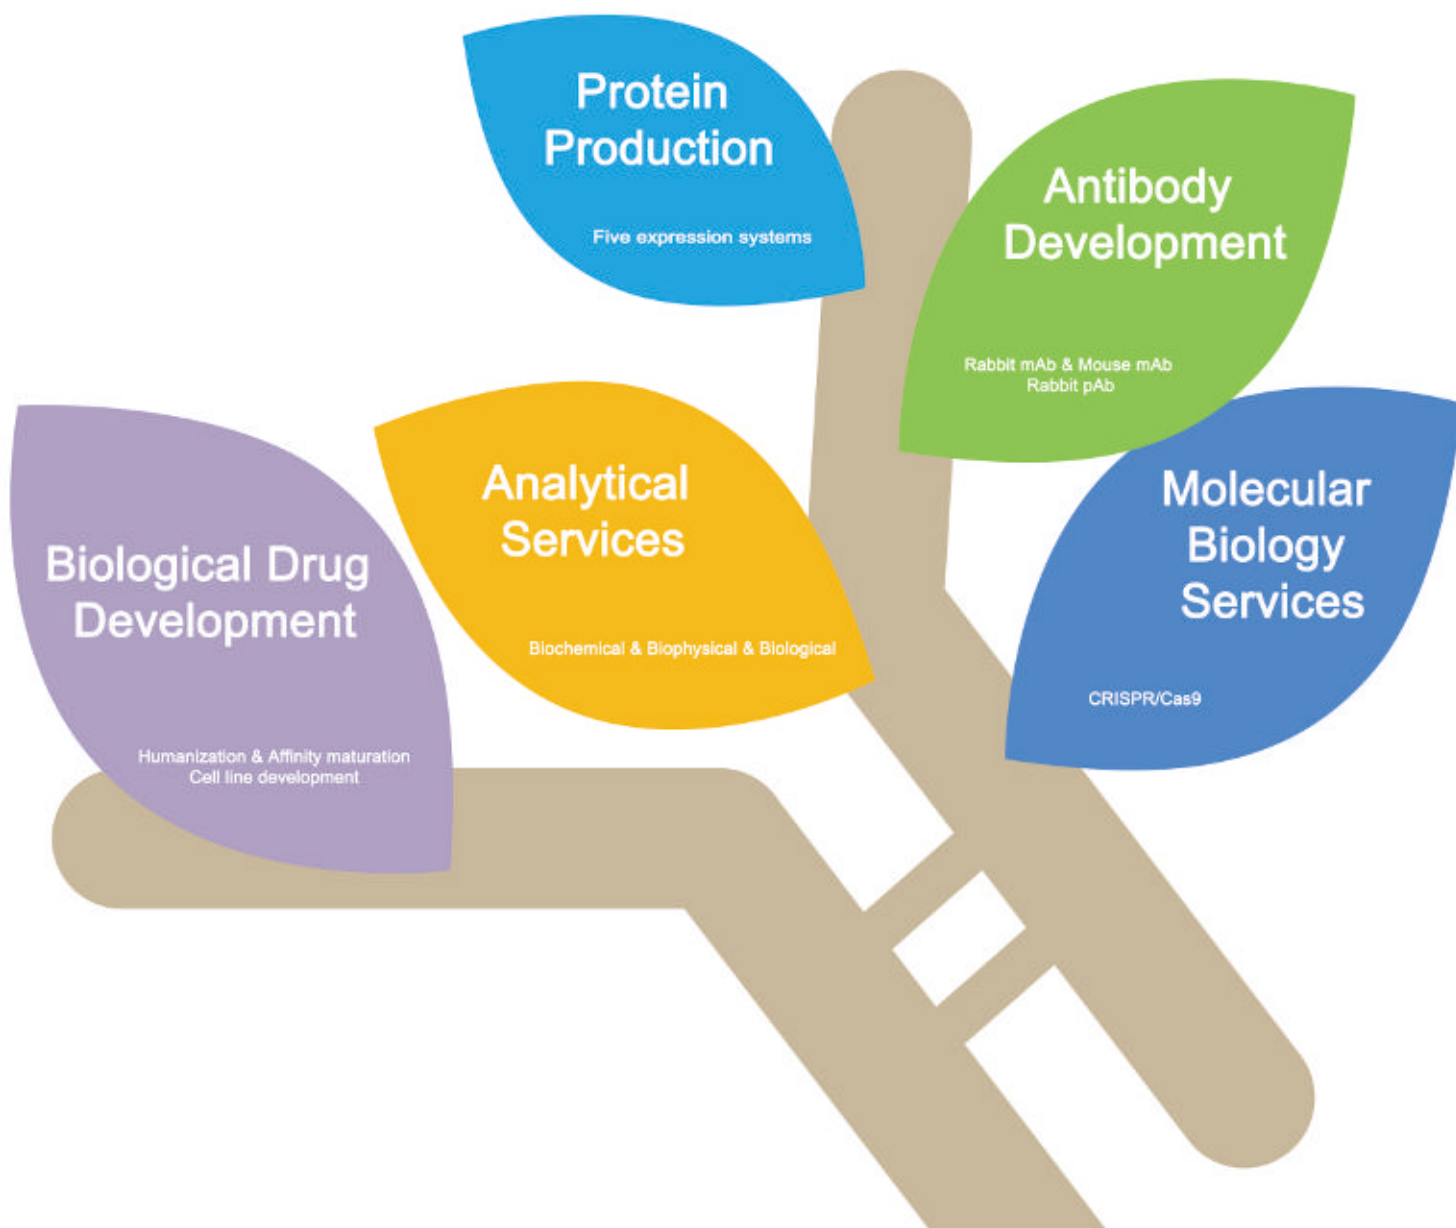 Protein
Production
Five expression systems
Antibody
Development
Rabbit mAb & Mouse mAb
Rabbit pAb
Biological Drug
Development
Humanization & Affinity maturation
Cell line development
Analytical
Services
Biochemical & Biophysical & Biological
Molecular
Biology
Services
CRISPR/Cas9